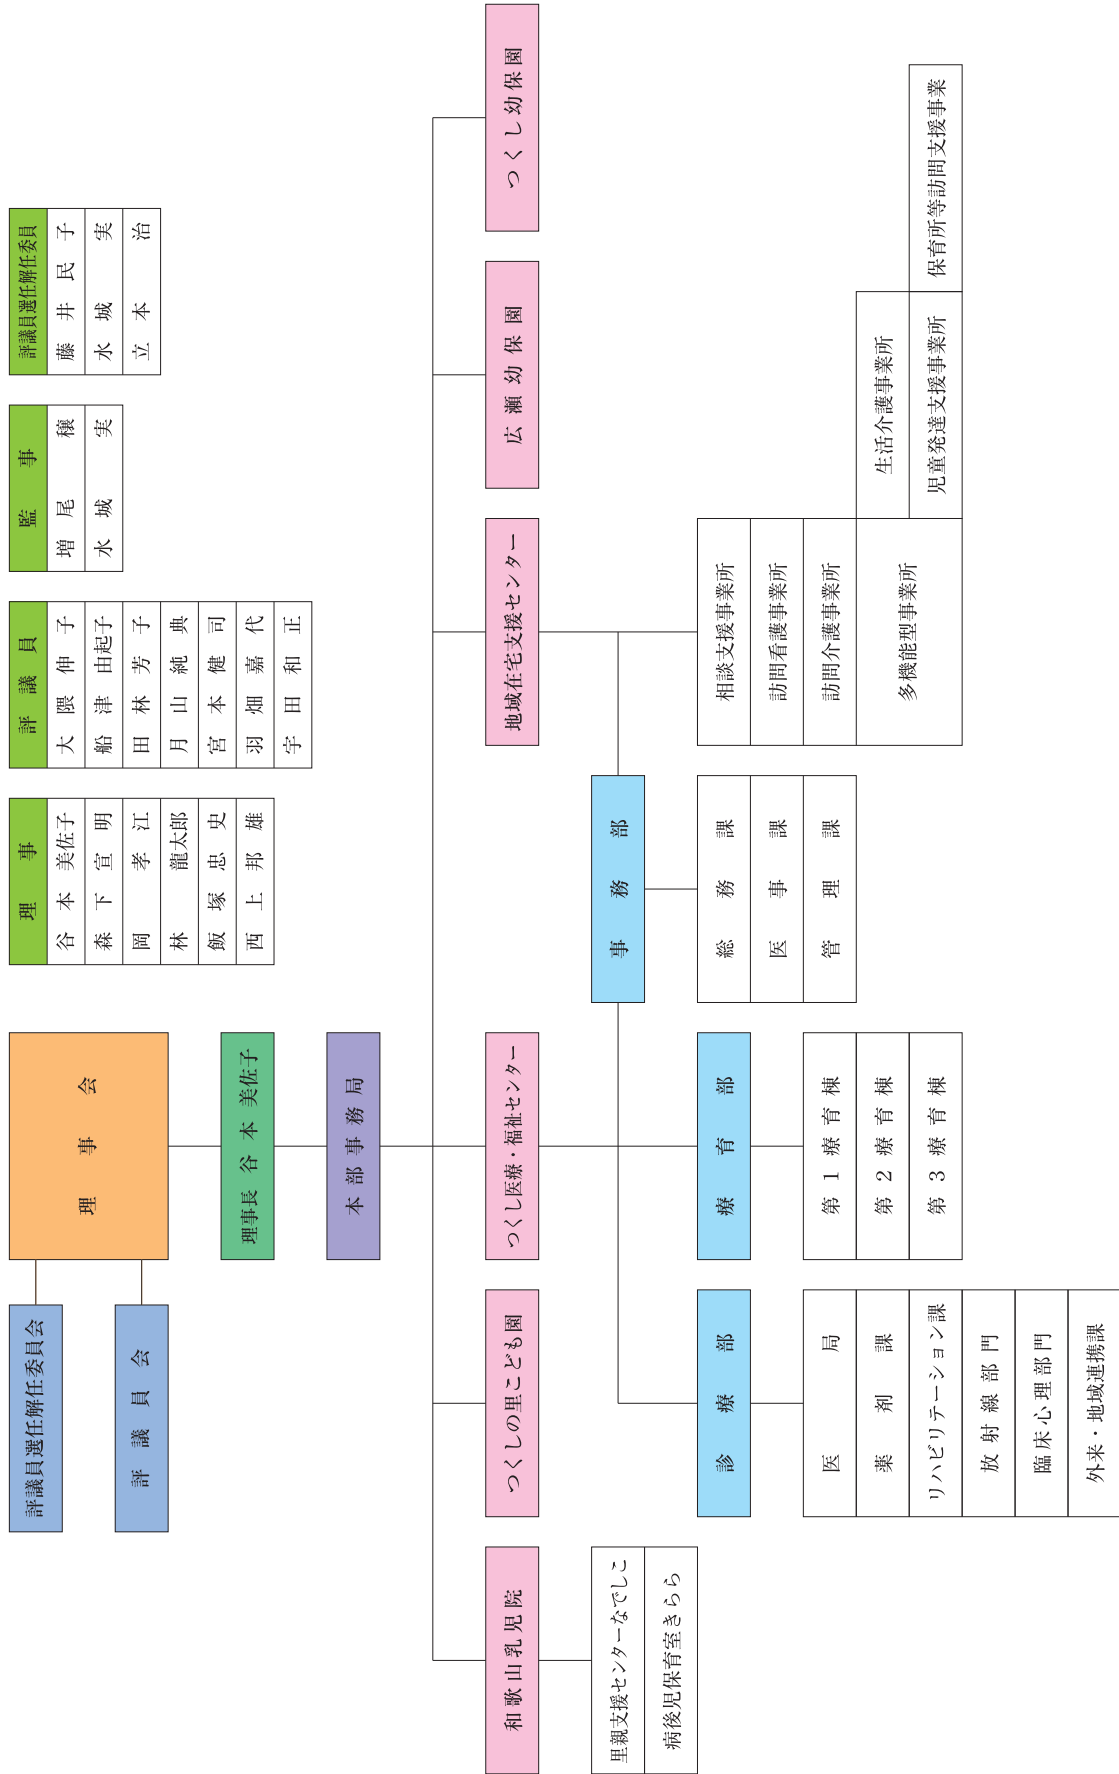 評議員選任解任委員会
評議員会
理事会
理事長 谷本 美佐子
本部事務局
理事
谷本 美佐子
森下 宣明
岡 孝江
林 龍太郎
飯塚 忠史
西上 邦雄
評議員
大隈 伸子
船津 由起子
田林 芳子
月山 純典
宮本 健司
羽畑 嘉代
宇田 和正
監事
増尾 穣
水城 実
評議員選任解任委員
藤井 民子
水城 実
立本 治
和歌山乳児院
里親支援センターなでしこ
病後児保育室きらら
つくしの里こども園
つくし医療・福祉センター
地域在宅支援センター
広瀬幼保園
つくし幼保園
診療部
医局
薬剤課
リハビリテーション課
放射線部門
臨床心理部門
外来・地域連携課
療育部
第1療育棟
第2療育棟
第3療育棟
事務部
総務課
医事課
管理課
相談支援事業所
訪問看護事業所
訪問介護事業所
多機能型事業所
生活介護事業所
児童発達支援事業所
保育所等訪問支援事業